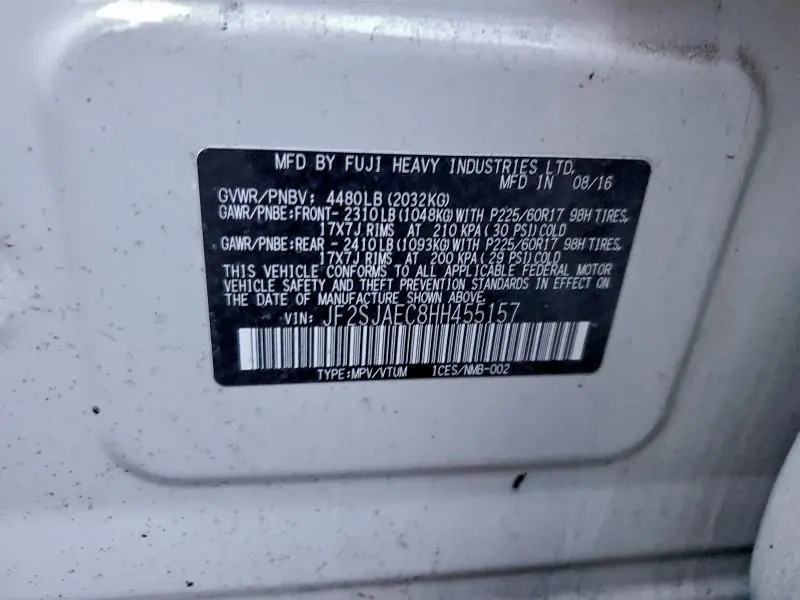 MFD BY FUJI HEAVY INDUSTRIES LTD.
MFD IN 08/16
GVWR/PNBV: 4480LB(2032KG)
GAWR/PNBE:FRONT- 2310LB(1048KG)WITH P225/60R17 98H TIRES,
17X7J RIMS AT 210 KPA( 30 PSI)COLD
GAWR/PNBE:REAR - 2410LB(1093KG)WITH P225/60R17 98H TIRES,
17X7J RIMS AT 200 KPA( 29 PSI)COLD
THIS VEHICLE CONFORMS TO ALL APPLICABLE FEDERAL MOTOR
VEHICLE SAFETY AND THEFT PREVENTION STANDARDS IN EFFECT ON
THE DATE OF MANUFACTURE SHOWN ABOVE.
VIN: JF2SJAEC8HH455157
TYPE:MPV/VTUM ICES/NMB-002